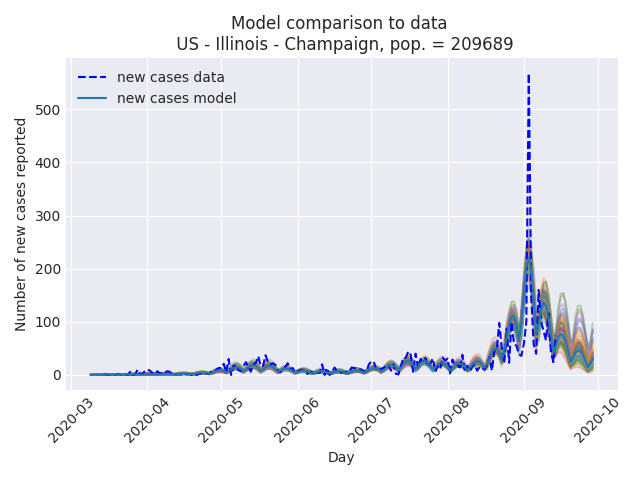 Model comparison to data
US - Illinois - Champaign, pop. = 209689
new cases data
new cases model
Number of new cases reported
500
400
300
200
100
0
2020-03
2020-04
2020-05
2020-06
2020-07
2020-08
2020-09
2020-10
Day